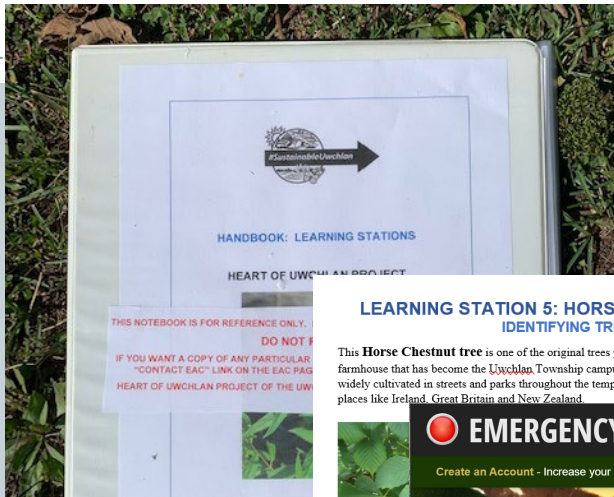 #SustainableUwchlan
HANDBOOK: LEARNING STATIONS
HEART OF UWCHLAN PROJECT
THIS NOTEBOOK IS FOR REFERENCE ONLY.
DO NOT
IF YOU WANT A COPY OF ANY PARTICULAR
"CONTACT EAC" LINK ON THE EAC PAG
HEART OF UWCHLAN PROJECT OF THE UW
LEARNING STATION 5: HORS
IDENTIFYING TR
This Horse Chestnut tree is one of the original trees
farmhouse that has become the Uwchlan Township campu
widely cultivated in streets and parks throughout the temp
places like Ireland, Great Britain and New Zealand.
EMERGENCY
Create an Account - Increase your